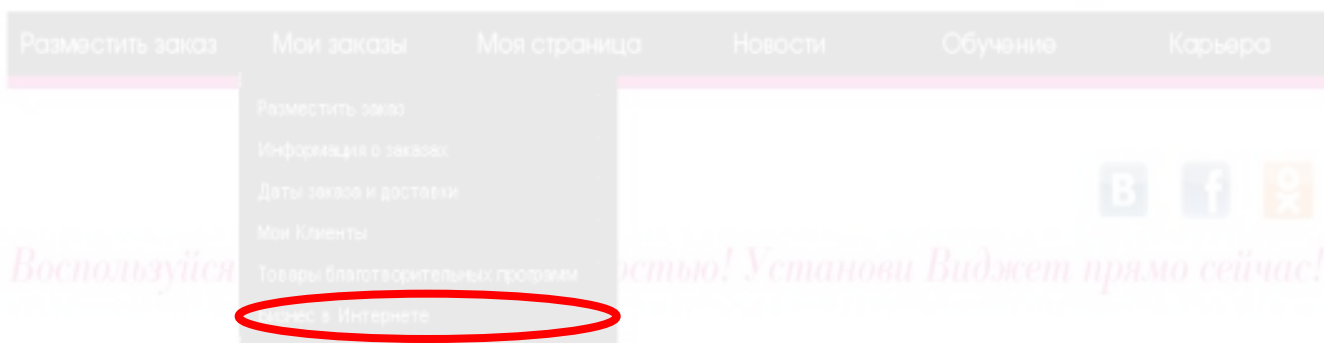 Разместить заказ Мои заказы Моя страница Новости Обучение Карьера
Разместить заказ
Информация о заказах
Даты заказа и доставки
Мои Клиенты
Товары благотворительных программ
Воспользуйся остью! Установи Виджет прямо сейчас!
Бизнес в Интернете